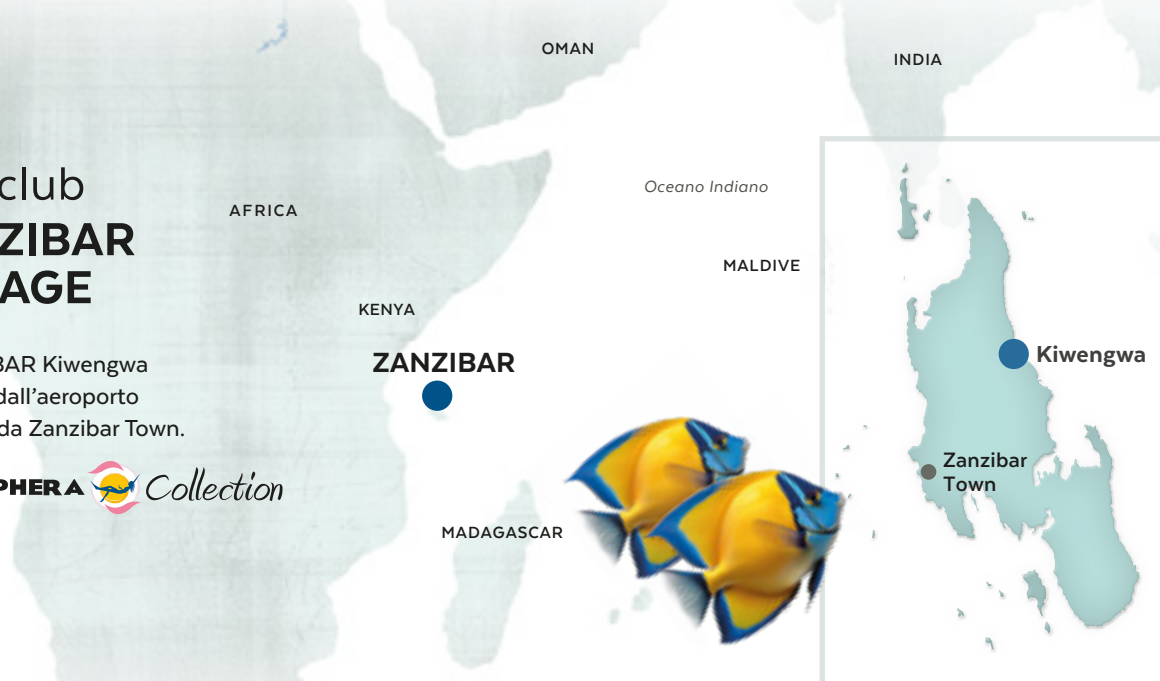 club
ZIBAR
AGE
BAR Kiwengwa
dall’aeroporto
da Zanzibar Town.
PHERA Collection
AFRICA
OMAN
INDIA
Oceano Indiano
MALDIVE
KENYA
ZANZIBAR
MADAGASCAR
Kiwengwa
Zanzibar
Town